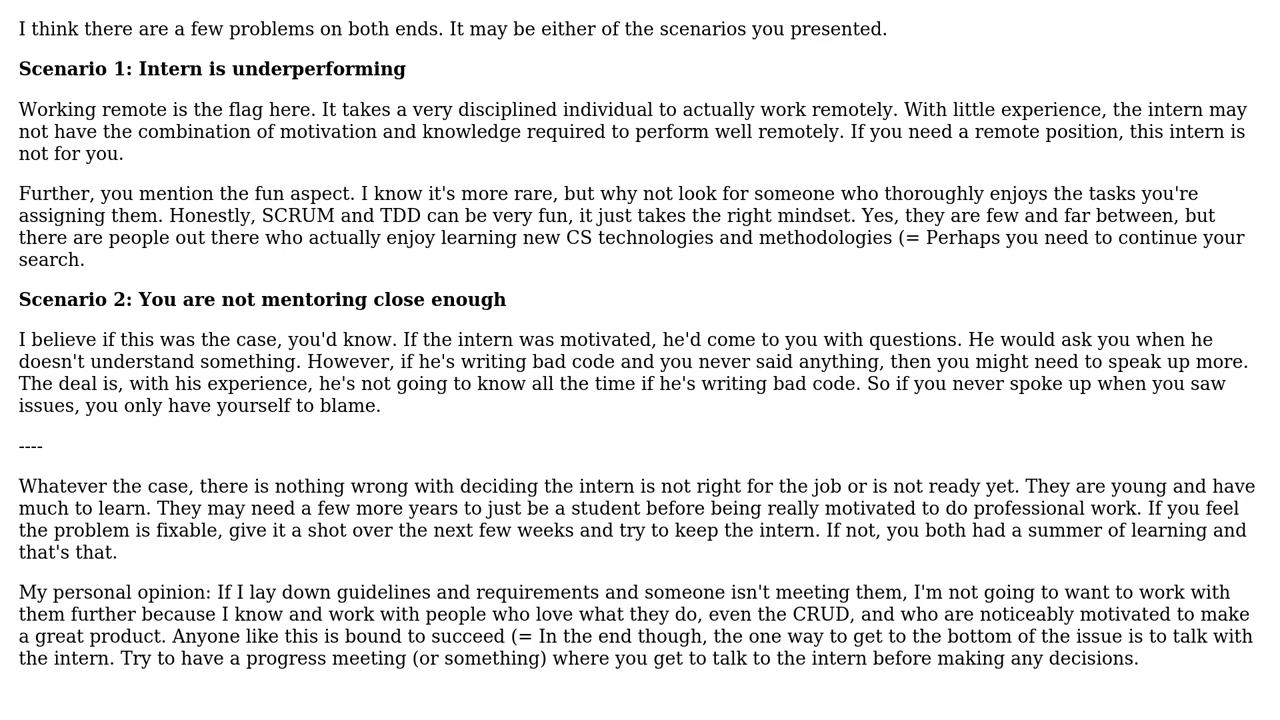 I think there are a few problems on both ends. It may be either of the scenarios you presented.
Scenario 1: Intern is underperforming
Working remote is the flag here. It takes a very disciplined individual to actually work remotely. With little experience, the intern may
not have the combination of motivation and knowledge required to perform well remotely. If you need a remote position, this intern is
not for you.
Further, you mention the fun aspect. I know it's more rare, but why not look for someone who thoroughly enjoys the tasks you're
assigning them. Honestly, SCRUM and TDD can be very fun, it just takes the right mindset. Yes, they are few and far between, but
there are people out there who actually enjoy learning new CS technologies and methodologies (= Perhaps you need to continue your
search.
Scenario 2: You are not mentoring close enough
I believe if this was the case, you'd know. If the intern was motivated, he'd come to you with questions. He would ask you when he
doesn't understand something. However, if he's writing bad code and you never said anything, then you might need to speak up more.
The deal is, with his experience, he's not going to know all the time if he's writing bad code. So if you never spoke up when you saw
issues, you only have yourself to blame.
----
Whatever the case, there is nothing wrong with deciding the intern is not right for the job or is not ready yet. They are young and have
much to learn. They may need a few more years to just be a student before being really motivated to do professional work. If you feel
the problem is fixable, give it a shot over the next few weeks and try to keep the intern. If not, you both had a summer of learning and
that's that.
My personal opinion: If I lay down guidelines and requirements and someone isn't meeting them, I'm not going to want to work with
them further because I know and work with people who love what they do, even the CRUD, and who are noticeably motivated to make
a great product. Anyone like this is bound to succeed (= In the end though, the one way to get to the bottom of the issue is to talk with
the intern. Try to have a progress meeting (or something) where you get to talk to the intern before making any decisions.